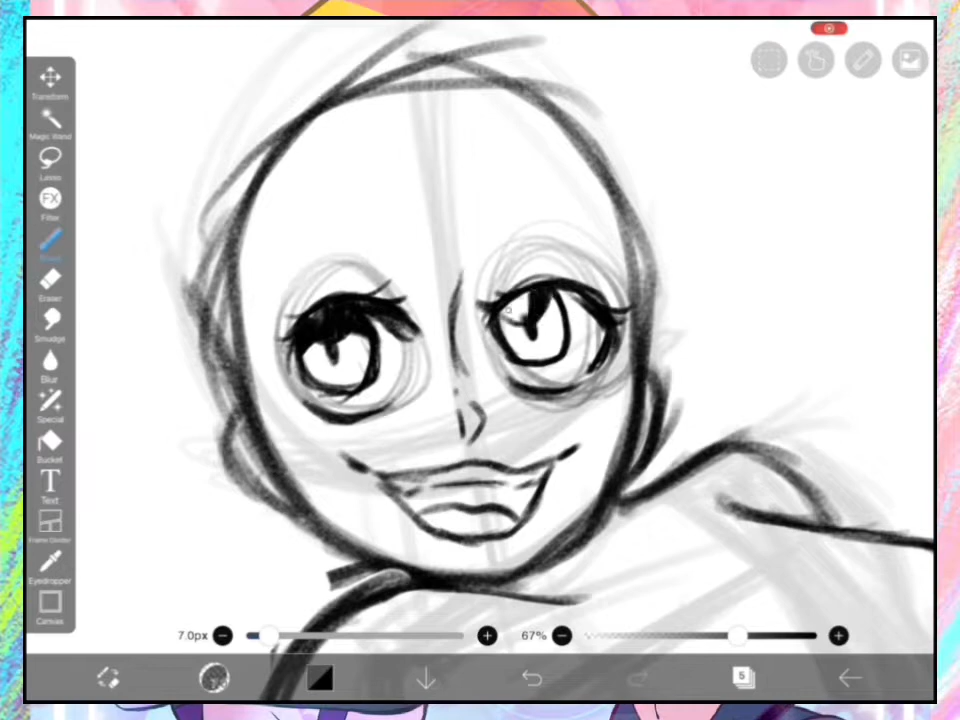 Transform
Magic Wand
Lasso
Filter
FX
Eraser
Smudge
Blur
Special
Bucket
T
Text
Frame Divider
Eyedropper
Canvas
7.0px
67%
5